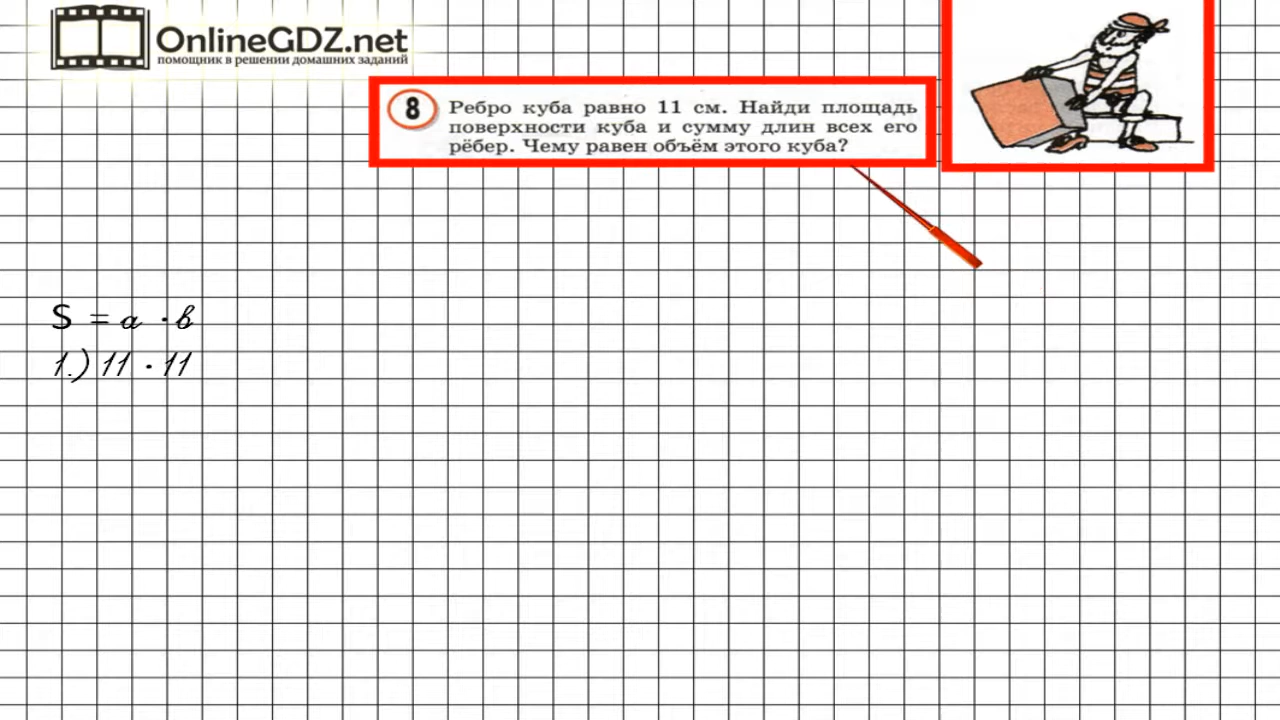 OnlineGDZ.net
помощник в решении домашних заданий
8 Ребро куба равно 11 см. Найди площадь
поверхности куба и сумму длин всех его
рёбер. Чему равен объём этого куба?
S = а · в
1.) 11 · 11